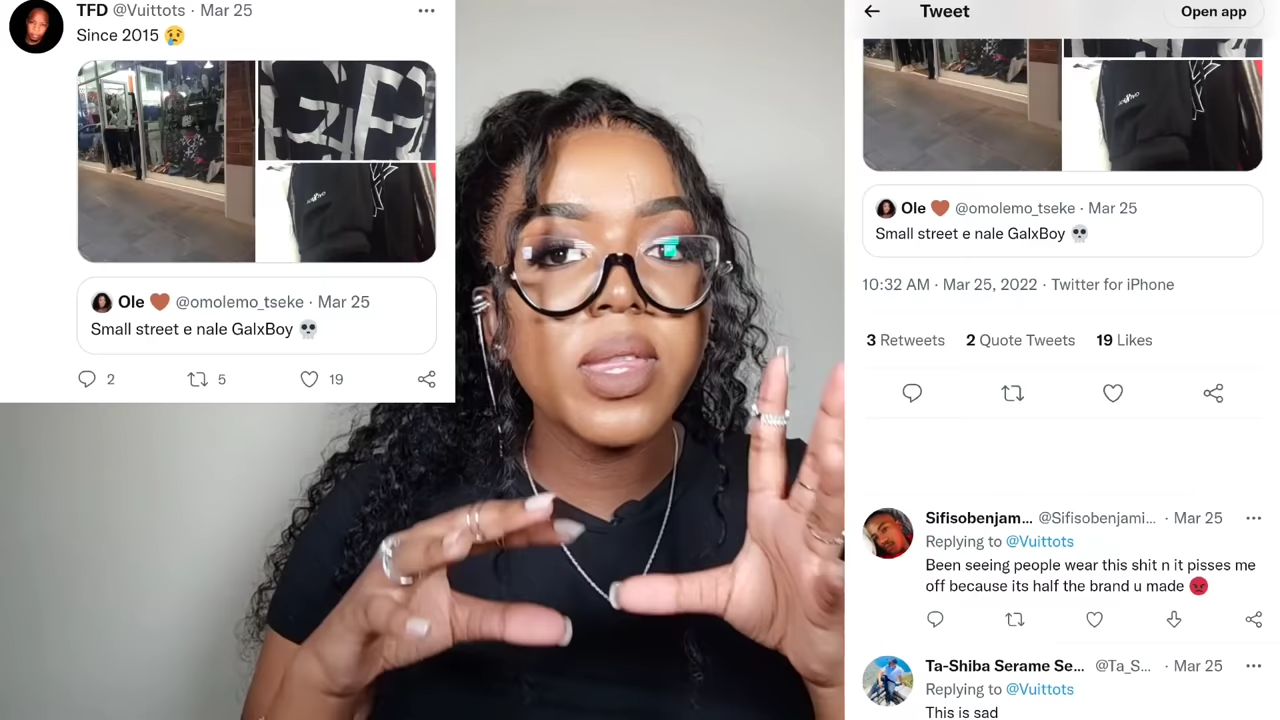 TFD @Vuittots · Mar 25
Since 2015 😢
Ole 🤎 @omolemo_tseke · Mar 25
Small street e nale GalxBoy 💀
2 5 19
Tweet
Open app
Ole 🤎 @omolemo_tseke · Mar 25
Small street e nale GalxBoy 💀
10:32 AM · Mar 25, 2022 · Twitter for iPhone
3 Retweets 2 Quote Tweets 19 Likes
Sifisobenjam... @Sifisobenjami... · Mar 25
Replying to @Vuittots
Been seeing people wear this shit n it pisses me
off because its half the brand u made 😡
Ta-Shiba Serame Se... @Ta_S... · Mar 25
Replying to @Vuittots
This is sad